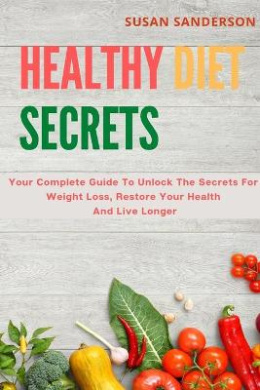 SUSAN SANDERSON
HEALTHY DIET
SECRETS
Your Complete Guide To Unlock The Secrets For
Weight Loss, Restore Your Health
And Live Longer